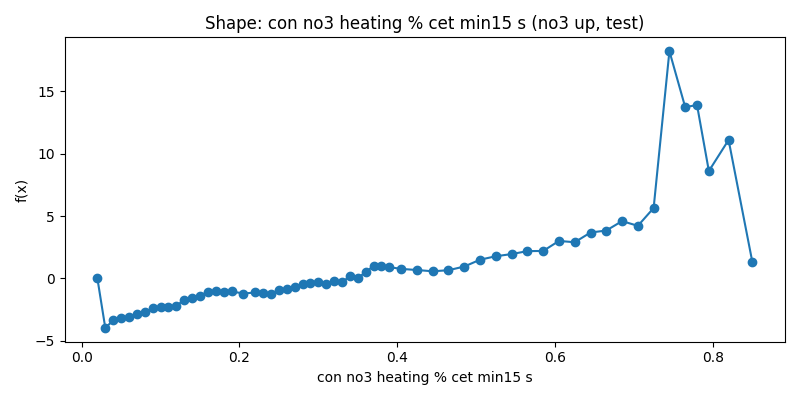 Shape: con no3 heating % cet min15 s (no3 up, test)
f(x)
15
10
5
0
−5
0.0 0.2 0.4 0.6 0.8
con no3 heating % cet min15 s